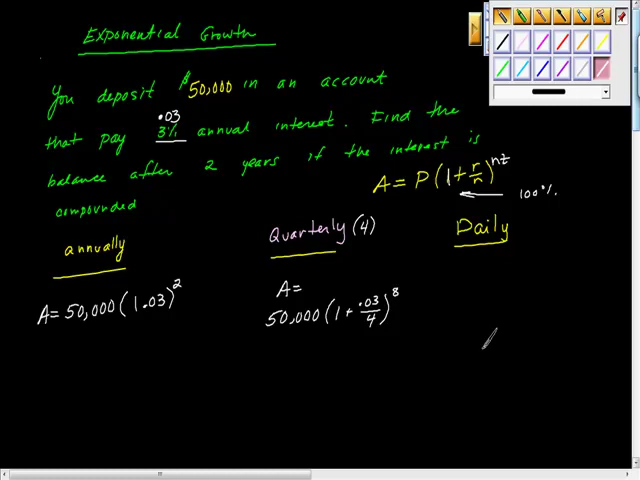 Exponential Growth
You deposit $50,000 in an account
.03
that pay 3% annual interest. Find the
balance after 2 years if the interest is
compounded
A = P(1 + r/n)^nt
100%
annually
Quarterly (4)
Daily
A = 50,000(1.03)^2
A =
50,000(1 + .03/4)^8